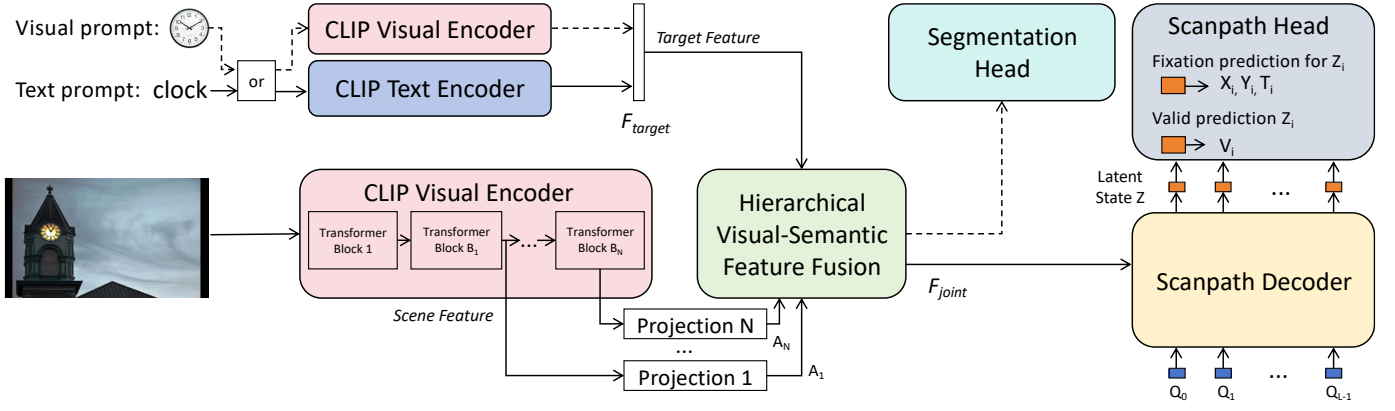 Visual prompt:
Text prompt: clock
or
CLIP Visual Encoder
CLIP Text Encoder
Target Feature
F_target
CLIP Visual Encoder
Transformer
Block 1
Transformer
Block B_1
...
Transformer
Block B_N
Scene Feature
Projection N
...
Projection 1
A_N
A_1
Hierarchical
Visual-Semantic
Feature Fusion
F_joint
Segmentation
Head
Scanpath Head
Fixation prediction for Z_i
X_i, Y_i, T_i
Valid prediction Z_i
V_i
Latent
State Z
...
Scanpath Decoder
...
Q_0
Q_1
Q_L-1